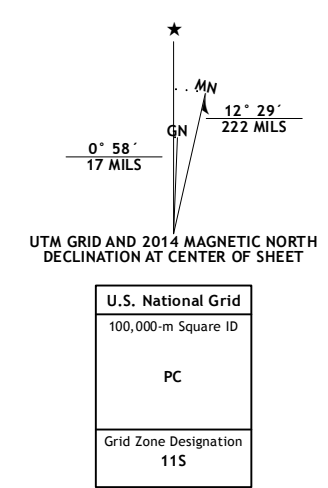 ★
MN
GN
12° 29´
222 MILS
0° 58´
17 MILS
UTM GRID AND 2014 MAGNETIC NORTH
DECLINATION AT CENTER OF SHEET
U.S. National Grid
100,000-m Square ID
PC
Grid Zone Designation
11S